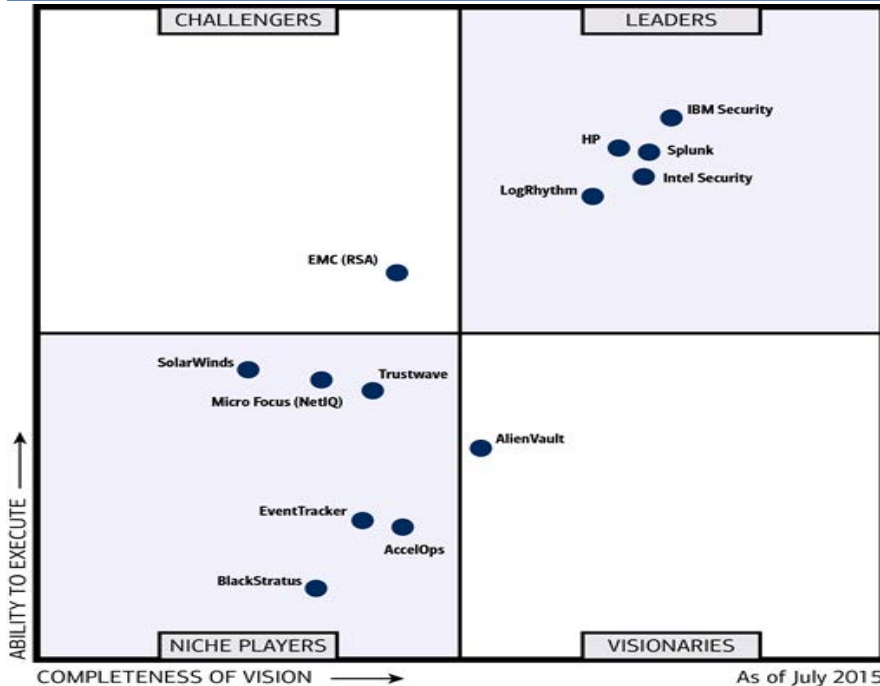 CHALLENGERS
LEADERS
IBM Security
HP
Splunk
Intel Security
LogRhythm
EMC (RSA)
SolarWinds
Trustwave
Micro Focus (NetIQ)
AlienVault
EventTracker
AccelOps
BlackStratus
ABILITY TO EXECUTE
NICHE PLAYERS
VISIONARIES
COMPLETENESS OF VISION
As of July 2015